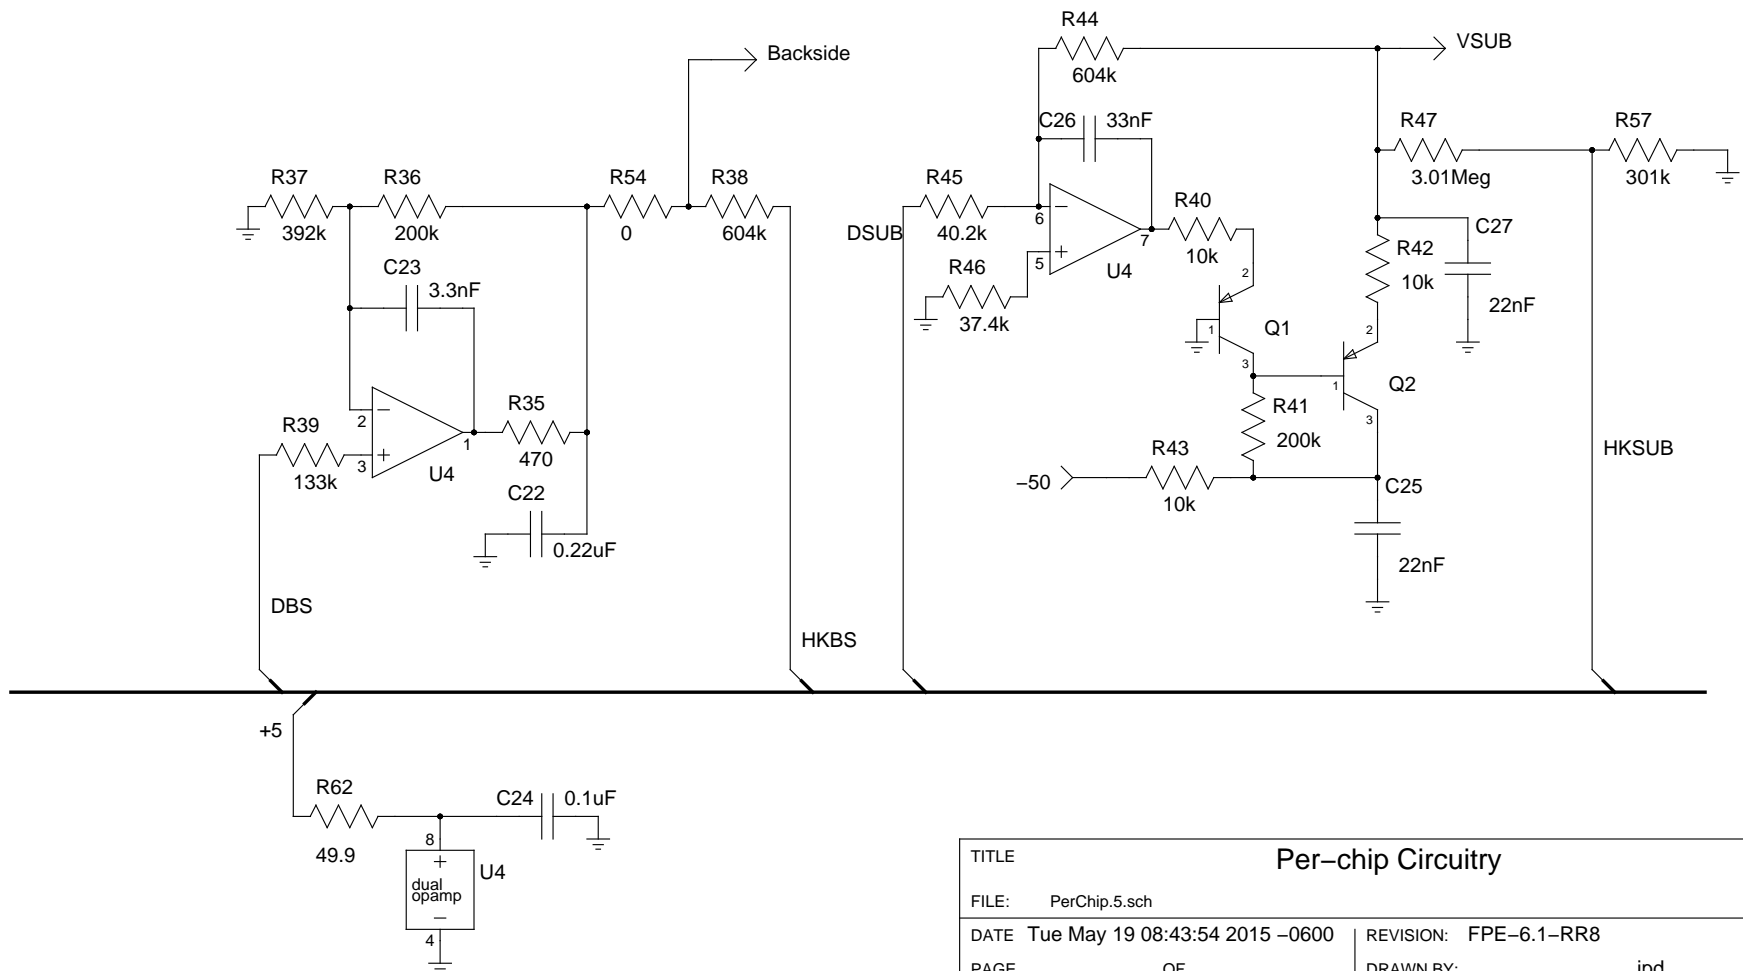 R44
604k
VSUB
Backside
C26
33nF
R47
3.01Meg
R57
301k
R37
392k
R36
200k
R54
0
R38
604k
R45
40.2k
DSUB
6
5
7
U4
R40
10k
R46
37.4k
C27
22nF
R42
10k
C23
3.3nF
2
1
3
Q1
2
1
3
Q2
R39
133k
2
3
1
U4
R35
470
R41
200k
R43
10k
−50
C25
22nF
HKSUB
C22
0.22uF
DBS
HKBS
+5
R62
49.9
C24
0.1uF
8
dual
opamp
U4
4
TITLE
Per−chip Circuitry
FILE: PerChip.5.sch
DATE Tue May 19 08:43:54 2015 −0600
REVISION: FPE−6.1−RR8
PAGE OF
DRAWN BY: jpd